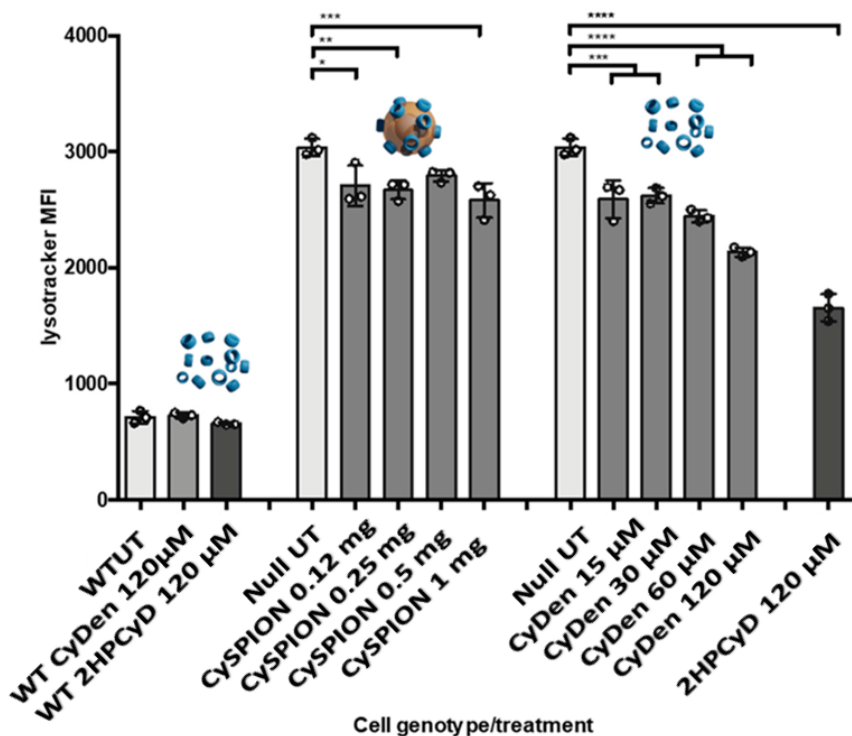 ***
**
*
****
****
***
4000
3000
2000
1000
0
lysotracker MFI
WTUT
WT CyDen 120µM
WT 2HPCyD 120 µM
Null UT
CySPION 0.12 mg
CySPION 0.25 mg
CySPION 0.5 mg
CySPION 1 mg
Null UT
CyDen 15 µM
CyDen 30 µM
CyDen 60 µM
CyDen 120 µM
2HPCyD 120 µM
Cell genotype/treatment